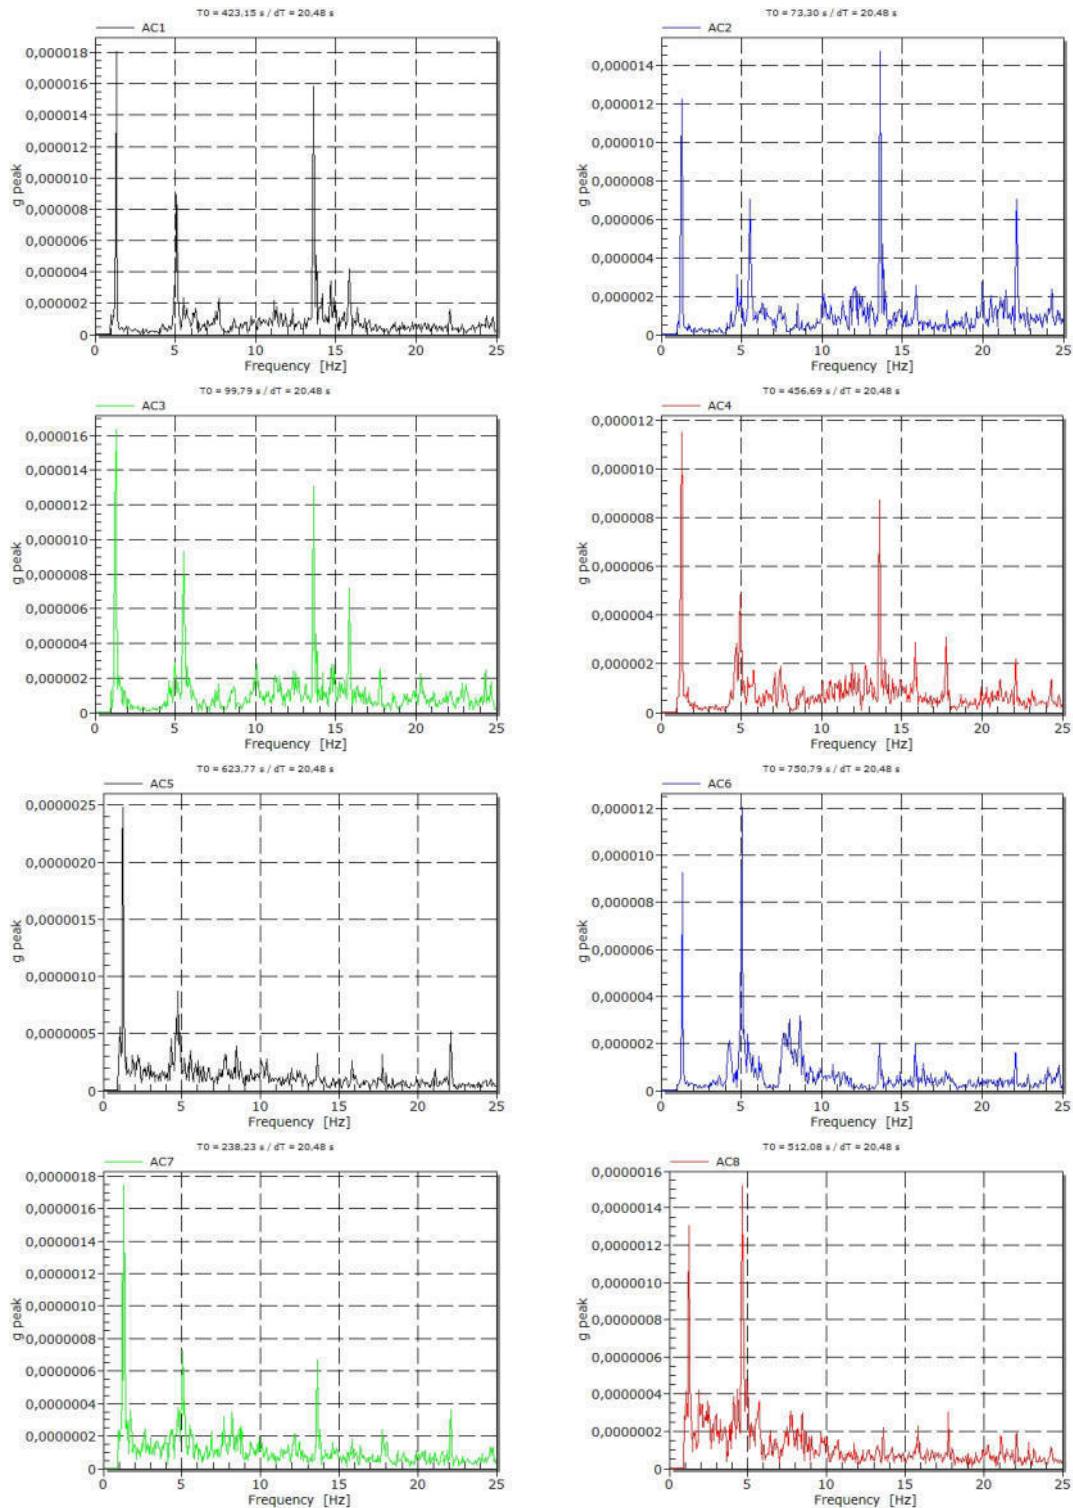 T0 = 423,15 s / dT = 20,48 s
AC1
0,000018
0,000016
0,000014
0,000012
0,000010
0,000008
0,000006
0,000004
0,000002
0
g peak
0 5 10 15 20 25
Frequency [Hz]
T0 = 73,30 s / dT = 20,48 s
AC2
0,000014
0,000012
0,000010
0,000008
0,000006
0,000004
0,000002
0
g peak
0 5 10 15 20 25
Frequency [Hz]
T0 = 99,79 s / dT = 20,48 s
AC3
0,000016
0,000014
0,000012
0,000010
0,000008
0,000006
0,000004
0,000002
0
g peak
0 5 10 15 20 25
Frequency [Hz]
T0 = 456,69 s / dT = 20,48 s
AC4
0,000012
0,000010
0,000008
0,000006
0,000004
0,000002
0
g peak
0 5 10 15 20 25
Frequency [Hz]
T0 = 623,77 s / dT = 20,48 s
AC5
0,0000025
0,0000020
0,0000015
0,0000010
0,0000005
0
g peak
0 5 10 15 20 25
Frequency [Hz]
T0 = 750,79 s / dT = 20,48 s
AC6
0,000012
0,000010
0,000008
0,000006
0,000004
0,000002
0
g peak
0 5 10 15 20 25
Frequency [Hz]
T0 = 238,23 s / dT = 20,48 s
AC7
0,0000018
0,0000016
0,0000014
0,0000012
0,0000010
0,0000008
0,0000006
0,0000004
0,0000002
0
g peak
0 5 10 15 20 25
Frequency [Hz]
T0 = 512,08 s / dT = 20,48 s
AC8
0,0000016
0,0000014
0,0000012
0,0000010
0,0000008
0,0000006
0,0000004
0,0000002
0
g peak
0 5 10 15 20 25
Frequency [Hz]